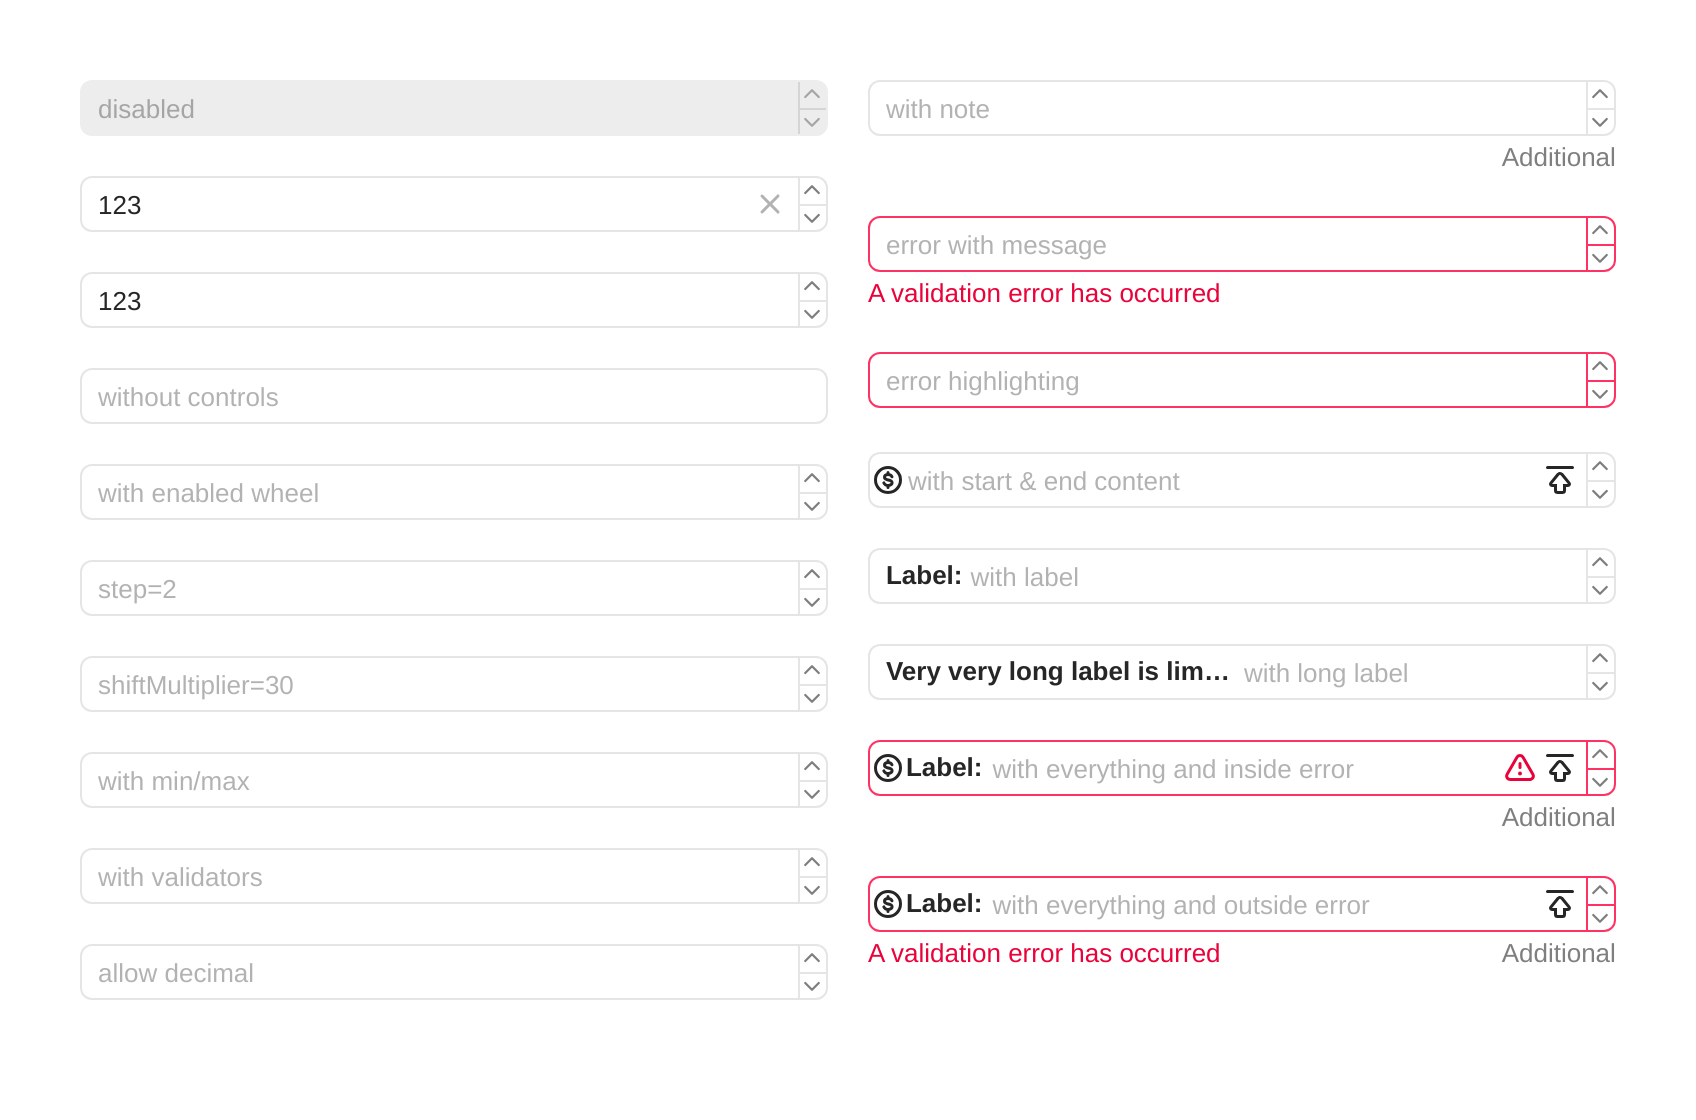 disabled
123
123
without controls
with enabled wheel
step=2
shiftMultiplier=30
with min/max
with validators
allow decimal
with note
Additional
error with message
A validation error has occurred
error highlighting
with start & end content
Label: with label
Very very long label is lim… with long label
Label: with everything and inside error
Additional
Label: with everything and outside error
A validation error has occurred Additional